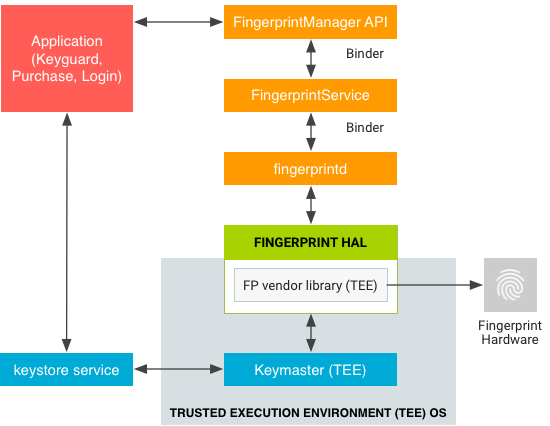 Application
(Keyguard,
Purchase, Login)
FingerprintManager API
Binder
FingerprintService
Binder
fingerprintd
FINGERPRINT HAL
FP vendor library (TEE)
Fingerprint
Hardware
keystore service
Keymaster (TEE)
TRUSTED EXECUTION ENVIRONMENT (TEE) OS